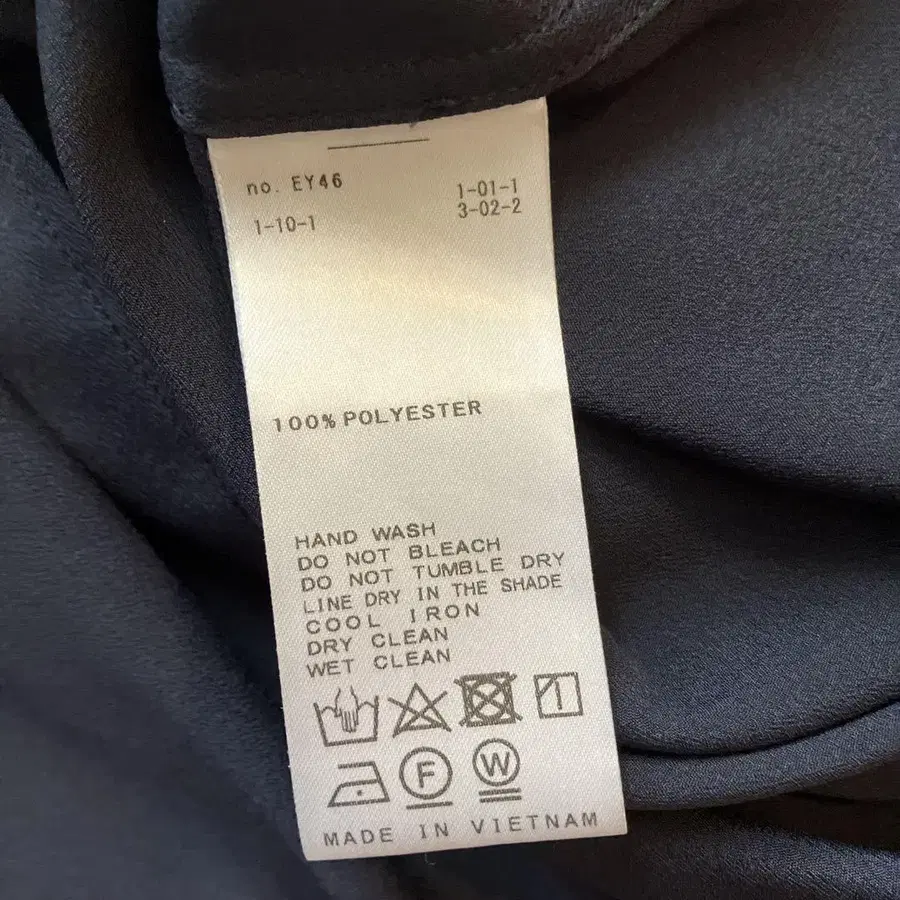 no. EY46
1-01-1
1-10-1
3-02-2
100% POLYESTER
HAND WASH
DO NOT BLEACH
DO NOT TUMBLE DRY
LINE DRY IN THE SHADE
COOL IRON
DRY CLEAN
WET CLEAN
F
W
MADE IN VIETNAM